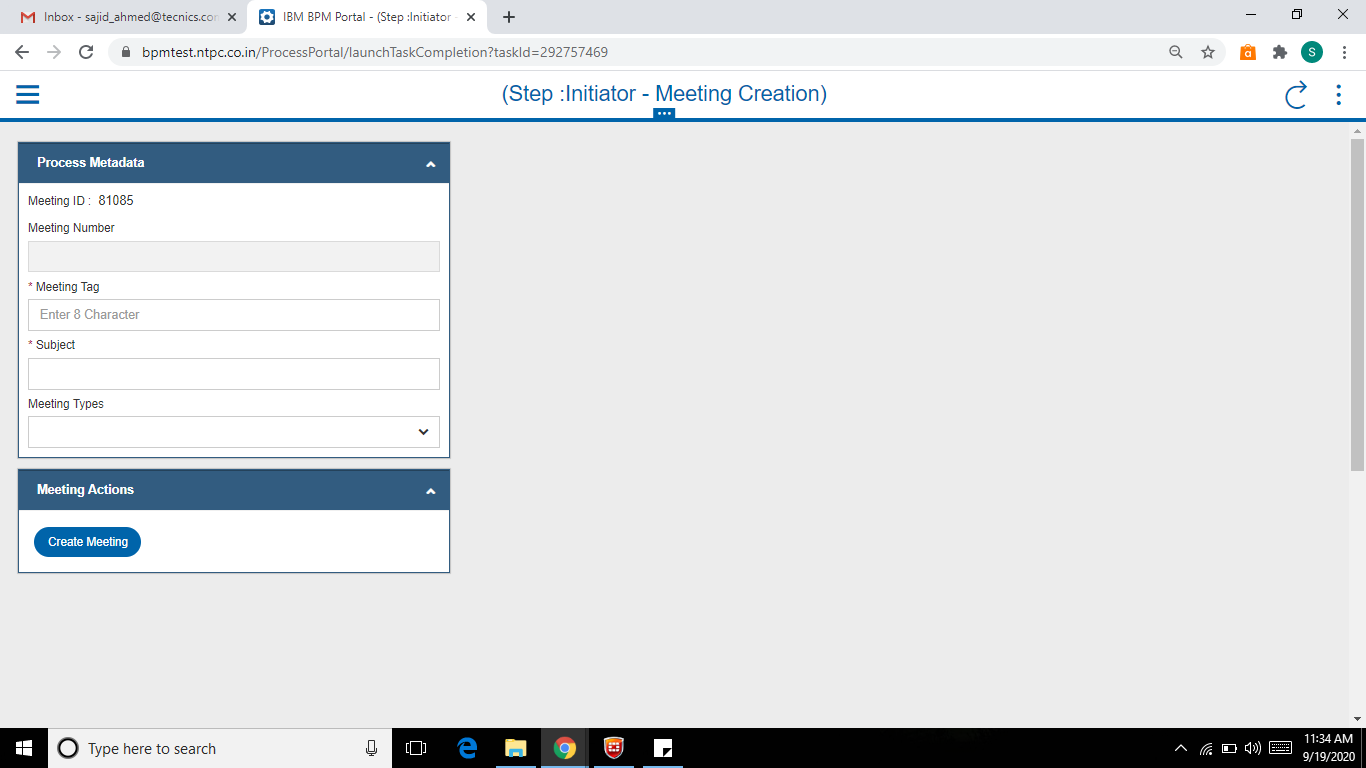 Inbox - sajid_ahmed@tecnics.con
IBM BPM Portal - (Step :Initiator -
bpmtest.ntpc.co.in/ProcessPortal/launchTaskCompletion?taskId=292757469
S
(Step :Initiator - Meeting Creation)
Process Metadata
Meeting ID : 81085
Meeting Number
* Meeting Tag
Enter 8 Character
* Subject
Meeting Types
Meeting Actions
Create Meeting
Type here to search
11:34 AM
9/19/2020